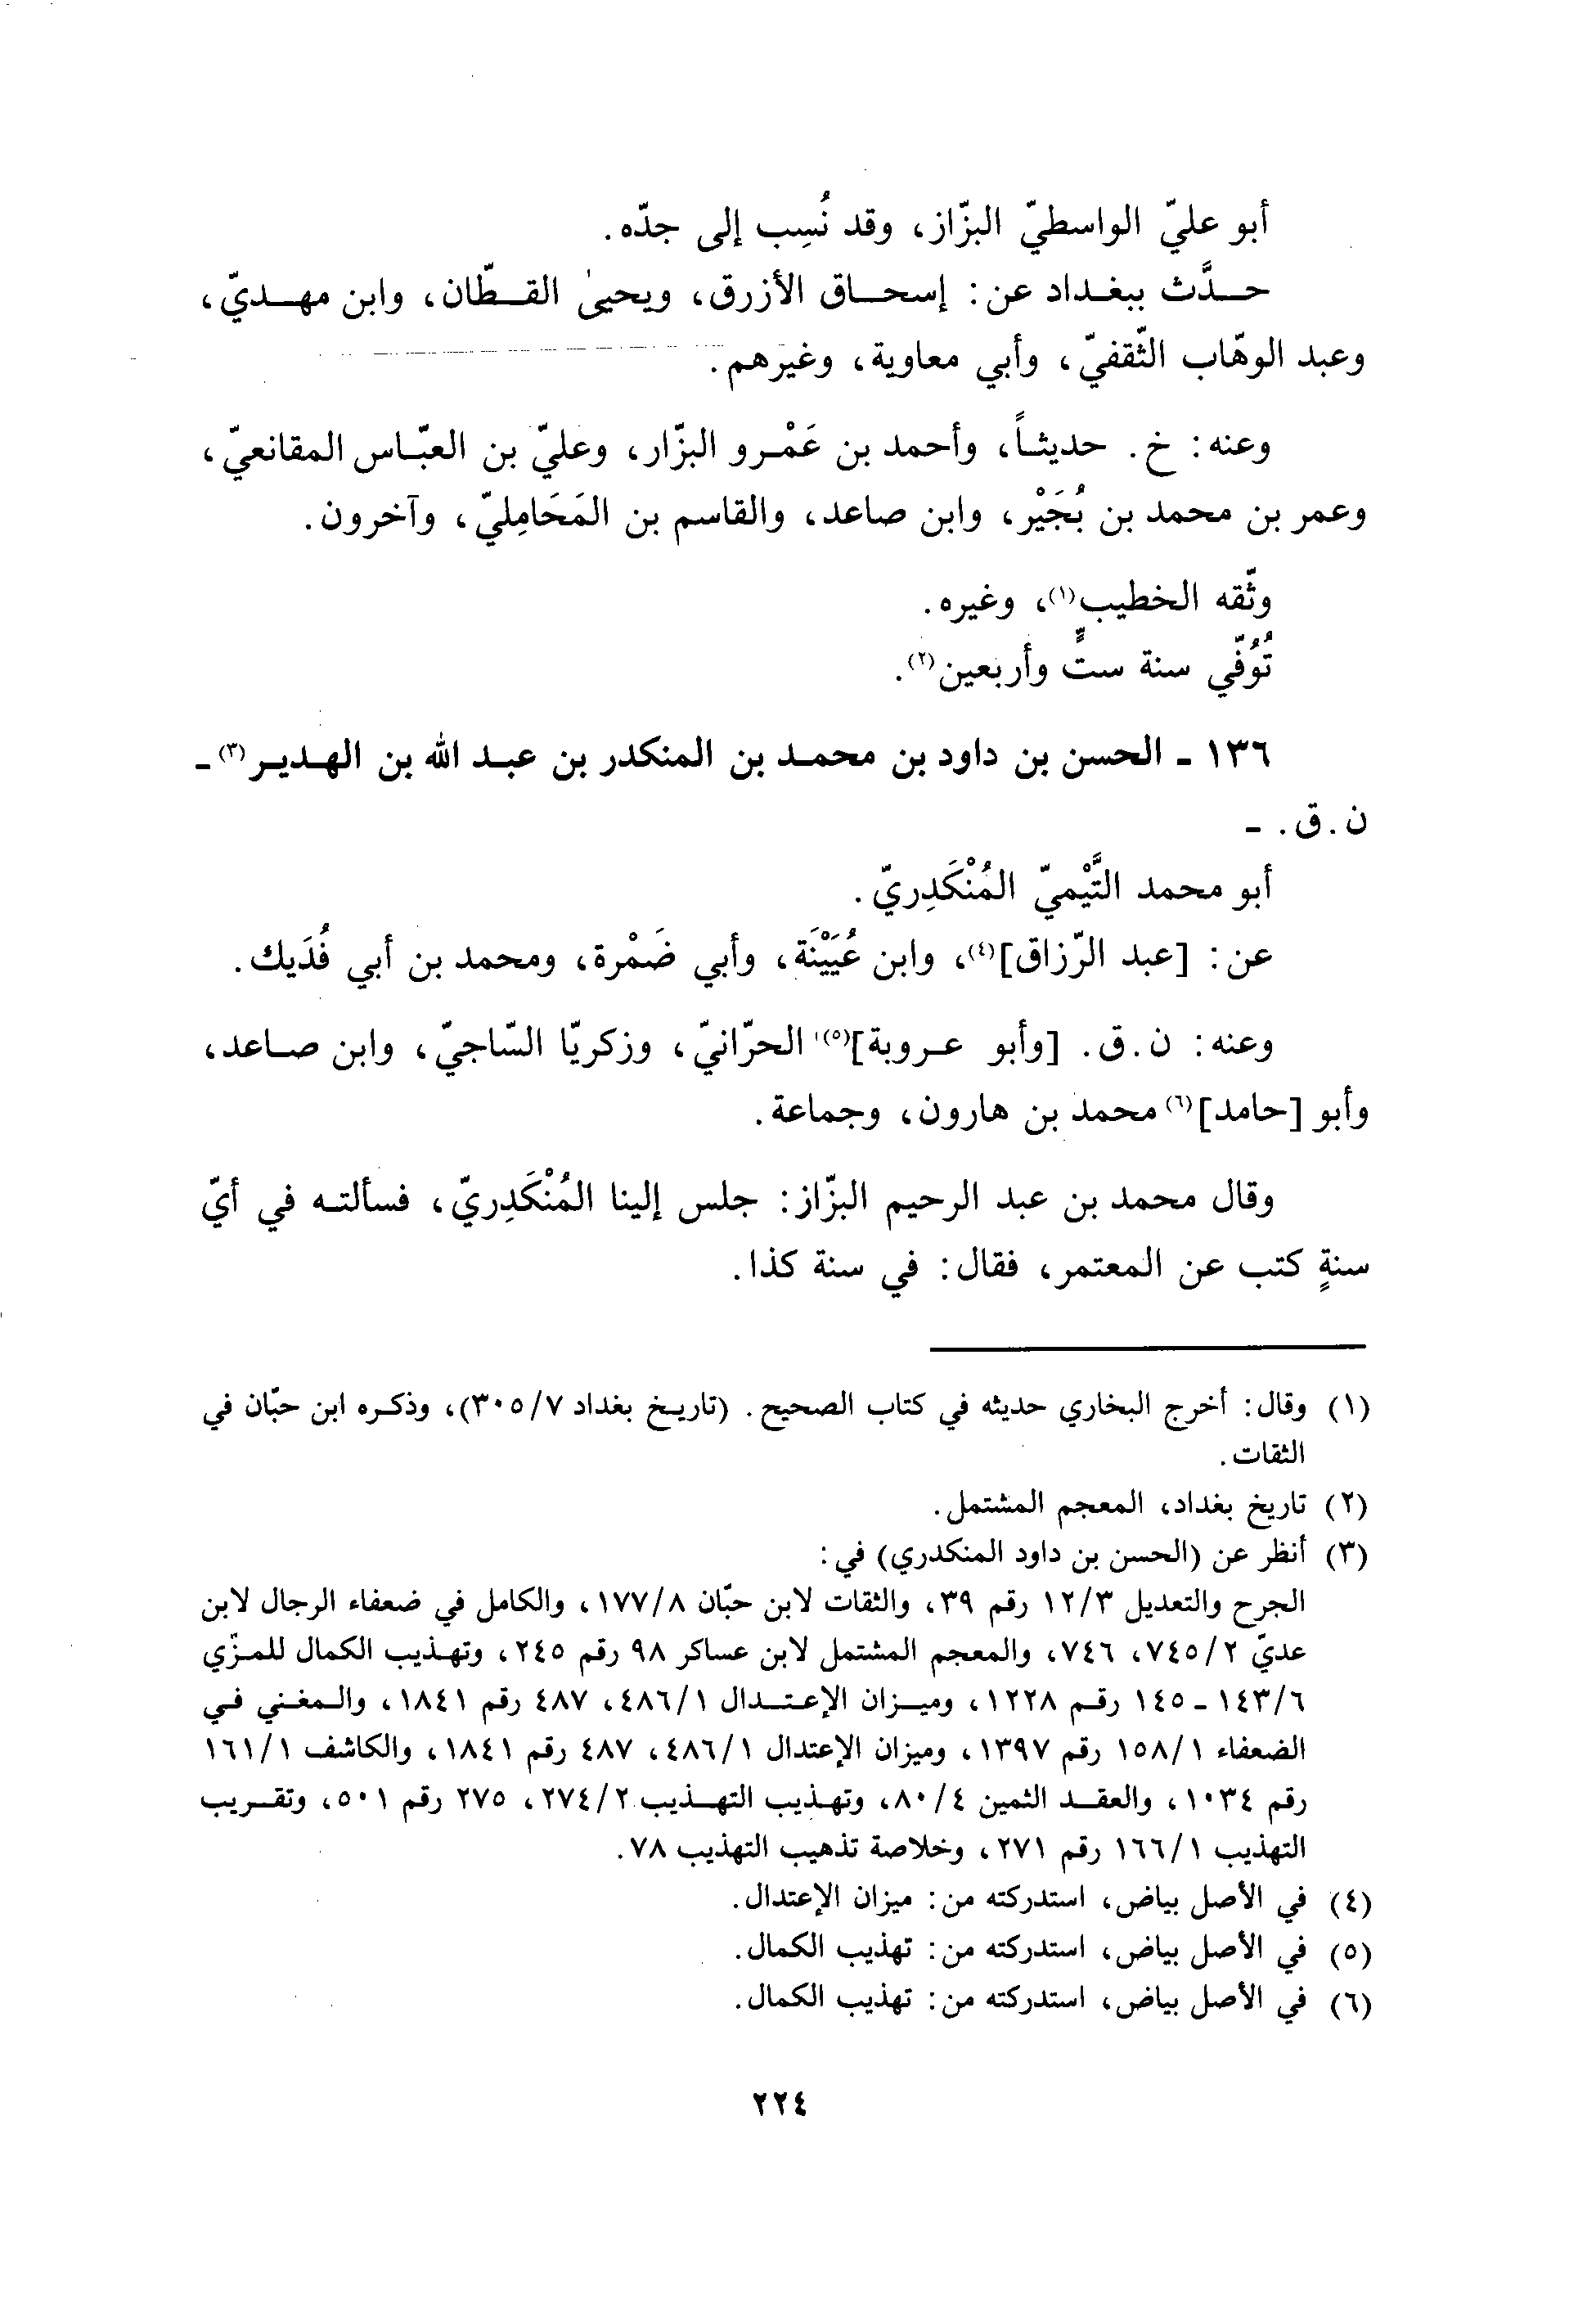 أبو عليّ الواسطيّ البزّاز، وقد نُسِب إلى جدّه.
حدَّث ببغداد عن: إسحاق الأزرق، ويحيىٰ القطّان، وابن مهديّ،
وعبد الوهّاب الثّقفيّ، وأبي معاوية، وغيرهم.
وعنه: خ. حديثاً، وأحمد بن عَمْرو البزّار، وعليّ بن العبّاس المقانعيّ،
وعمر بن محمد بن بُجَيْر، وابن صاعد، والقاسم بن المَحَامِليّ، وآخرون.
وثّقه الخطيب(١)، وغيره.
تُوُفّي سنة ستٍّ وأربعين(٢).
١٣٦ - الحسن بن داود بن محمد بن المنكدر بن عبد الله بن الهدير(٣) -
ن.ق. -
أبو محمد التَّيْميّ المُنْكَدِريّ.
عن: [عبد الرّزاق](٤)، وابن عُيَيْنَة، وأبي ضَمْرة، ومحمد بن أبي فُدَيك.
وعنه: ن.ق. [وأبو عروبة](٥) الحرّانيّ، وزكريّا السّاجيّ، وابن صاعد،
وأبو [حامد](٦) محمد بن هارون، وجماعة.
وقال محمد بن عبد الرحيم البزّاز: جلس إلينا المُنْكَدِريّ، فسألته في أيّ
سنةٍ كتب عن المعتمر، فقال: في سنة كذا.
(١) وقال: أخرج البخاري حديثه في كتاب الصحيح. (تاريخ بغداد ٣٠٥/٧)، وذكره ابن حبّان في
الثقات.
(٢) تاريخ بغداد، المعجم المشتمل.
(٣) أنظر عن (الحسن بن داود المنكدري) في:
الجرح والتعديل ١٢/٣ رقم ٣٩، والثقات لابن حبّان ١٧٧/٨، والكامل في ضعفاء الرجال لابن
عديّ ٧٤٥/٢، ٧٤٦، والمعجم المشتمل لابن عساكر ٩٨ رقم ٢٤٥، وتهذيب الكمال للمزّي
١٤٣/٦ - ١٤٥ رقم ١٢٢٨، وميزان الإعتدال ٤٨٦/١، ٤٨٧ رقم ١٨٤١، والمغني في
الضعفاء ١٥٨/١ رقم ١٣٩٧، وميزان الإعتدال ٤٨٦/١، ٤٨٧ رقم ١٨٤١، والكاشف ١٦١/١
رقم ١٠٣٤، والعقد الثمين ٨٠/٤، وتهذيب التهذيب ٢٧٤/٢، ٢٧٥ رقم ٥٠١، وتقريب
التهذيب ١٦٦/١ رقم ٢٧١، وخلاصة تذهيب التهذيب ٧٨.
(٤) في الأصل بياض، استدركته من: ميزان الإعتدال.
(٥) في الأصل بياض، استدركته من: تهذيب الكمال.
(٦) في الأصل بياض، استدركته من: تهذيب الكمال.
٢٢٤